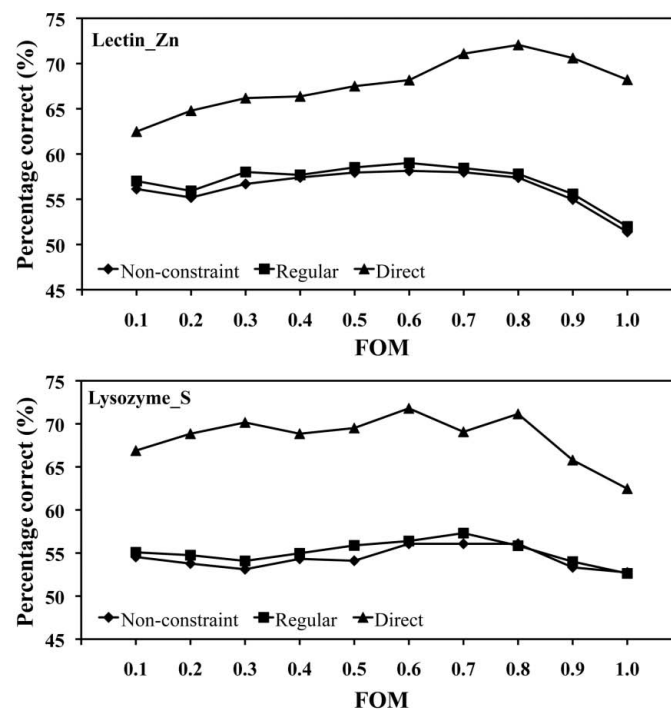 Lectin_Zn
Percentage correct (%)
75
70
65
60
55
50
45
Non-constraint Regular Direct
0.1 0.2 0.3 0.4 0.5 0.6 0.7 0.8 0.9 1.0
FOM
Lysozyme_S
Percentage correct (%)
75
70
65
60
55
50
45
Non-constraint Regular Direct
0.1 0.2 0.3 0.4 0.5 0.6 0.7 0.8 0.9 1.0
FOM